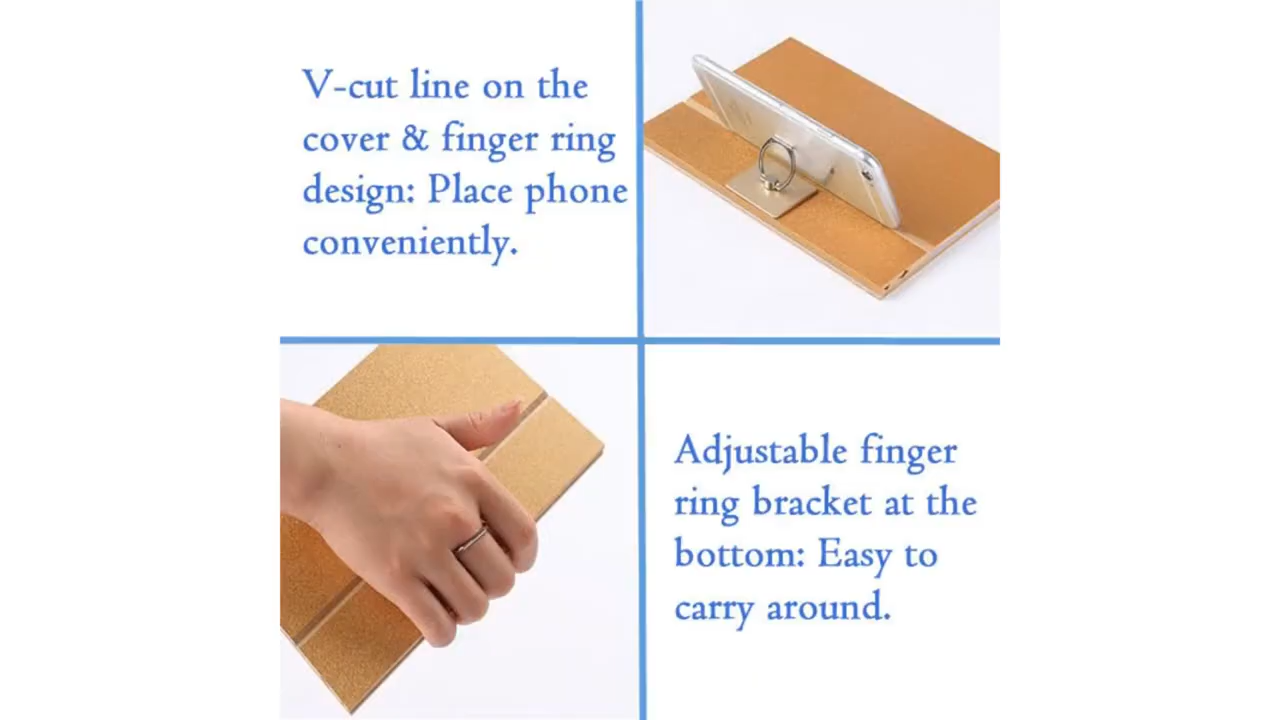 V-cut line on the
cover & finger ring
design: Place phone
conveniently.
Adjustable finger
ring bracket at the
bottom: Easy to
carry around.